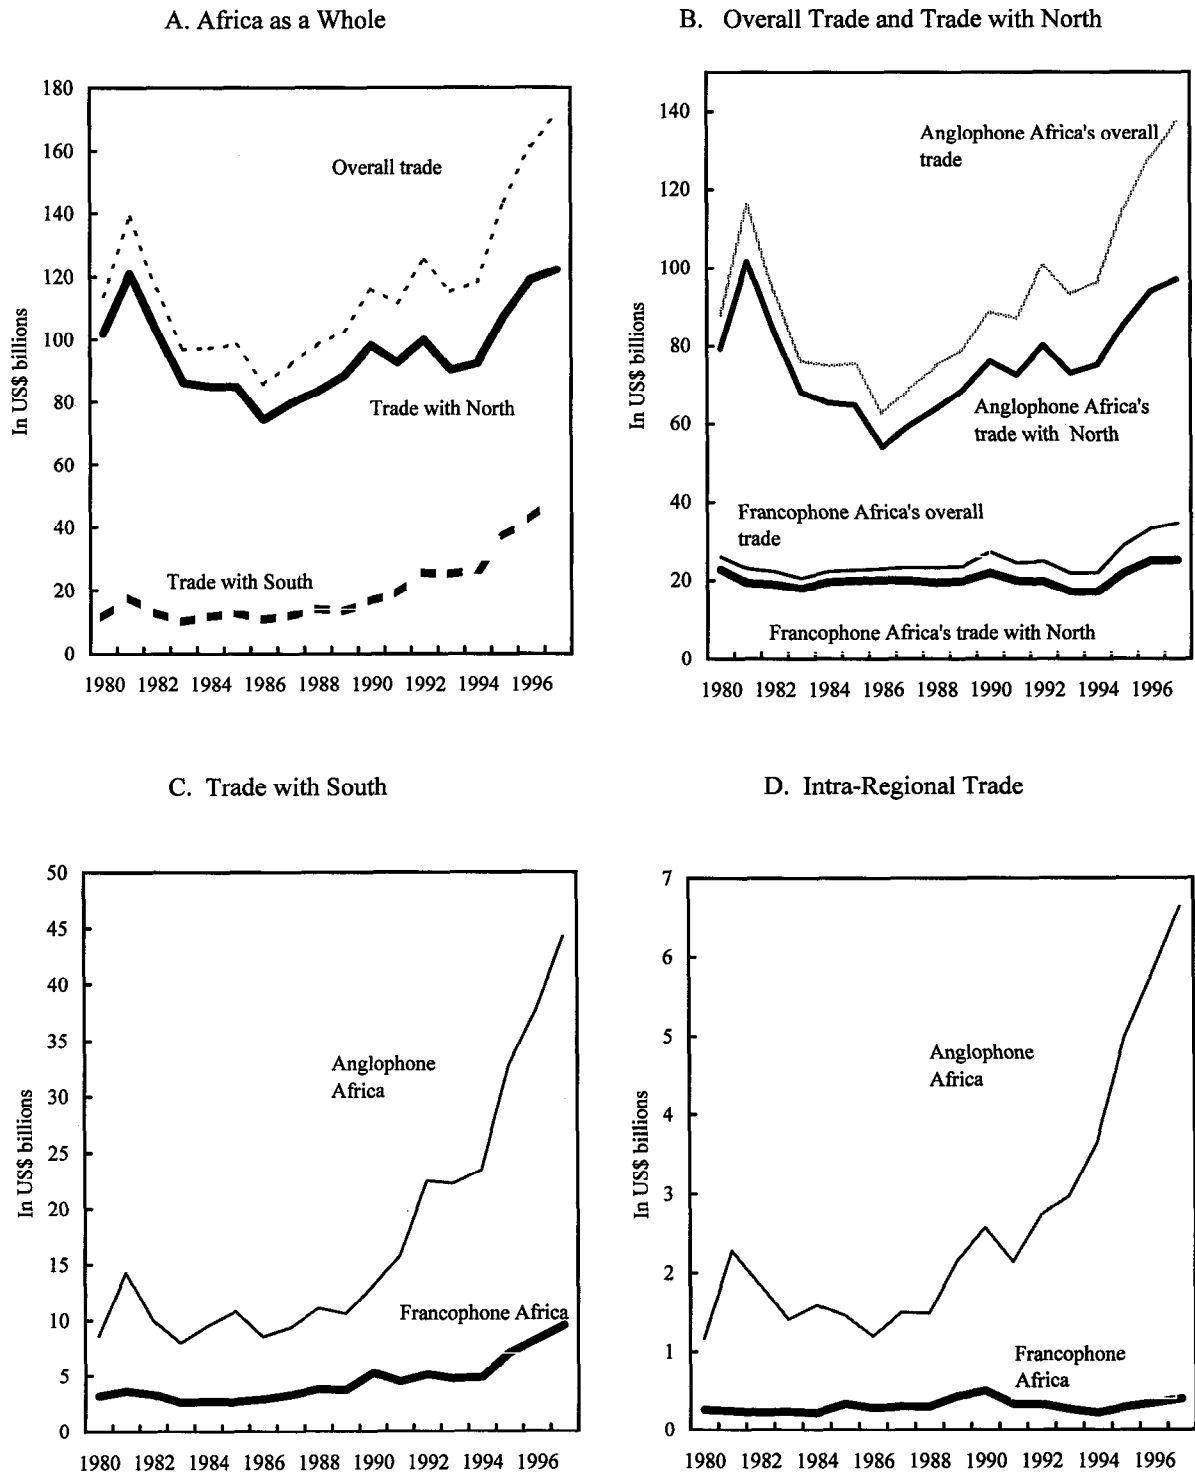 A. Africa as a Whole
180
160
140
120
100
80
60
40
20
0
In US$ billions
Overall trade
Trade with North
Trade with South
1980 1982 1984 1986 1988 1990 1992 1994 1996
B. Overall Trade and Trade with North
140
120
100
80
60
40
20
0
In US$ billions
Anglophone Africa's overall
trade
Anglophone Africa's
trade with North
Francophone Africa's overall
trade
Francophone Africa's trade with North
1980 1982 1984 1986 1988 1990 1992 1994 1996
C. Trade with South
50
45
40
35
30
25
20
15
10
5
0
In US$ billions
Anglophone
Africa
Francophone Africa
1980 1982 1984 1986 1988 1990 1992 1994 1996
D. Intra-Regional Trade
7
6
5
4
3
2
1
0
In US$ billions
Anglophone
Africa
Francophone
Africa
1980 1982 1984 1986 1988 1990 1992 1994 1996